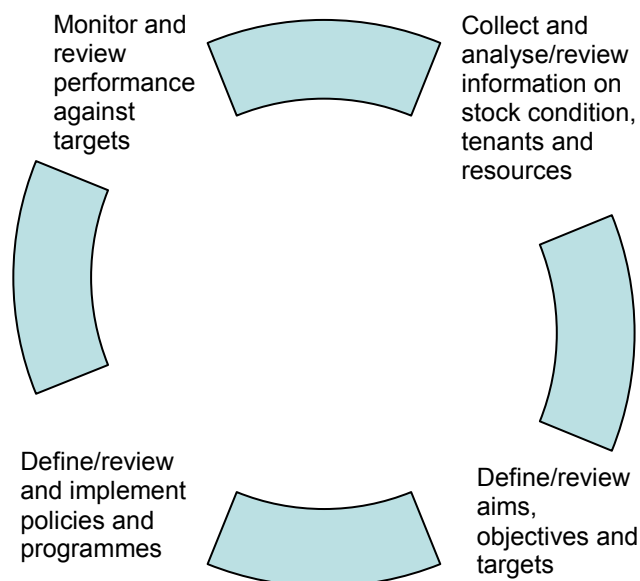 Monitor and
review
performance
against
targets
Collect and
analyse/review
information on
stock condition,
tenants and
resources
Define/review
and implement
policies and
programmes
Define/review
aims,
objectives and
targets